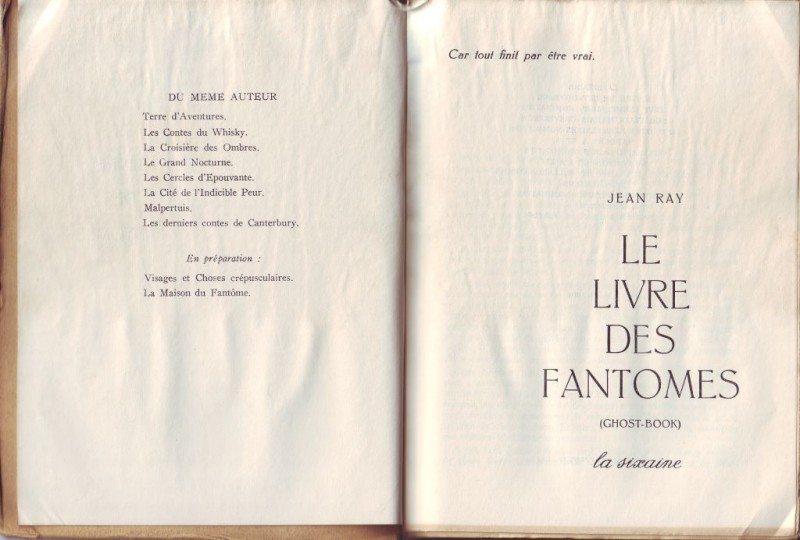 DU MEME AUTEUR
Terre d'Aventures.
Les Contes du Whisky.
La Croisière des Ombres.
Le Grand Nocturne.
Les Cercles d'Epouvante.
La Cité de l'Indicible Peur.
Malpertuis.
Les derniers contes de Canterbury.
En préparation :
Visages et Choses crépusculaires.
La Maison du Fantôme.
Car tout finit par être vrai.
JEAN RAY
LE
LIVRE
DES
FANTOMES
(GHOST-BOOK)
la sixaine